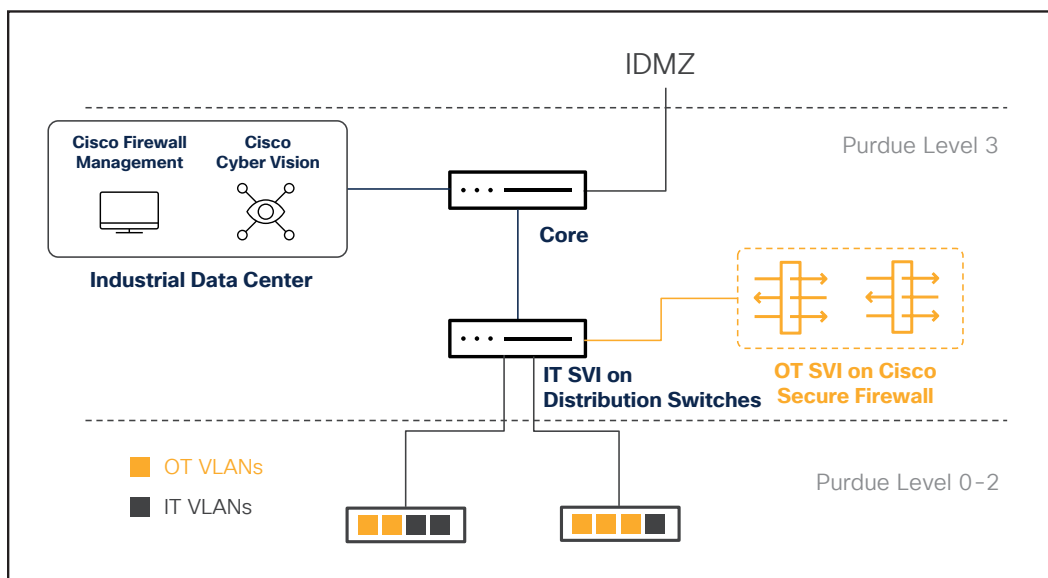 IDMZ
Purdue Level 3
Cisco Firewall
Management
Cisco
Cyber Vision
Industrial Data Center
Core
IT SVI on
Distribution Switches
OT SVI on Cisco
Secure Firewall
OT VLANs
IT VLANs
Purdue Level 0-2